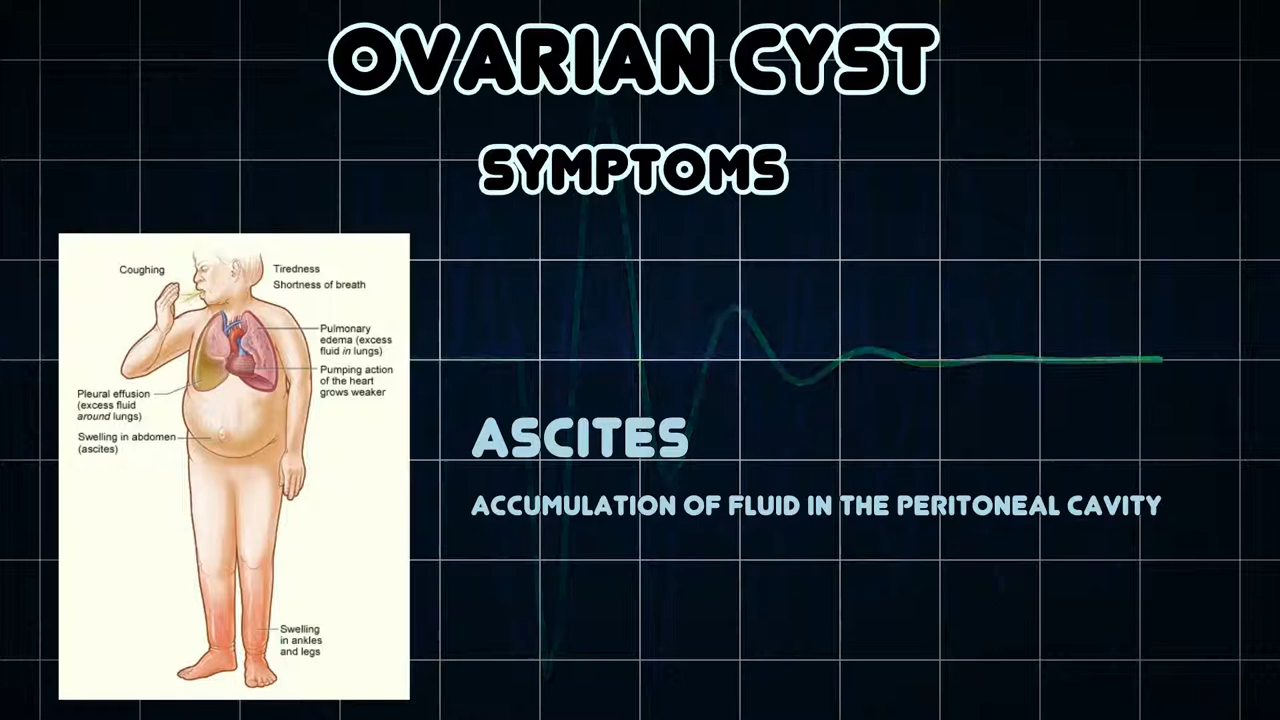 OVARIAN CYST
SYMPTOMS
Coughing
Tiredness
Shortness of breath
Pulmonary
edema (excess
fluid in lungs)
Pumping action
of the heart
grows weaker
Pleural effusion
(excess fluid
around lungs)
Swelling in abdomen
(ascites)
Swelling
in ankles
and legs
ASCITES
ACCUMULATION OF FLUID IN THE PERITONEAL CAVITY